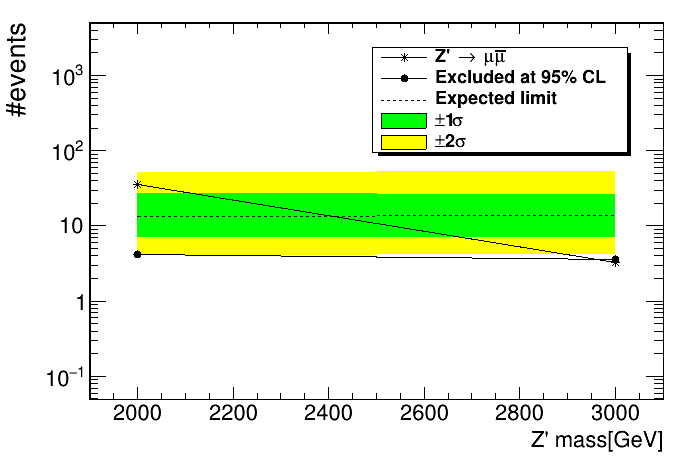 #events
10³
10²
10
1
10⁻¹
Z' → μμ̅
Excluded at 95% CL
Expected limit
±1σ
±2σ
2000 2200 2400 2600 2800 3000
Z' mass[GeV]